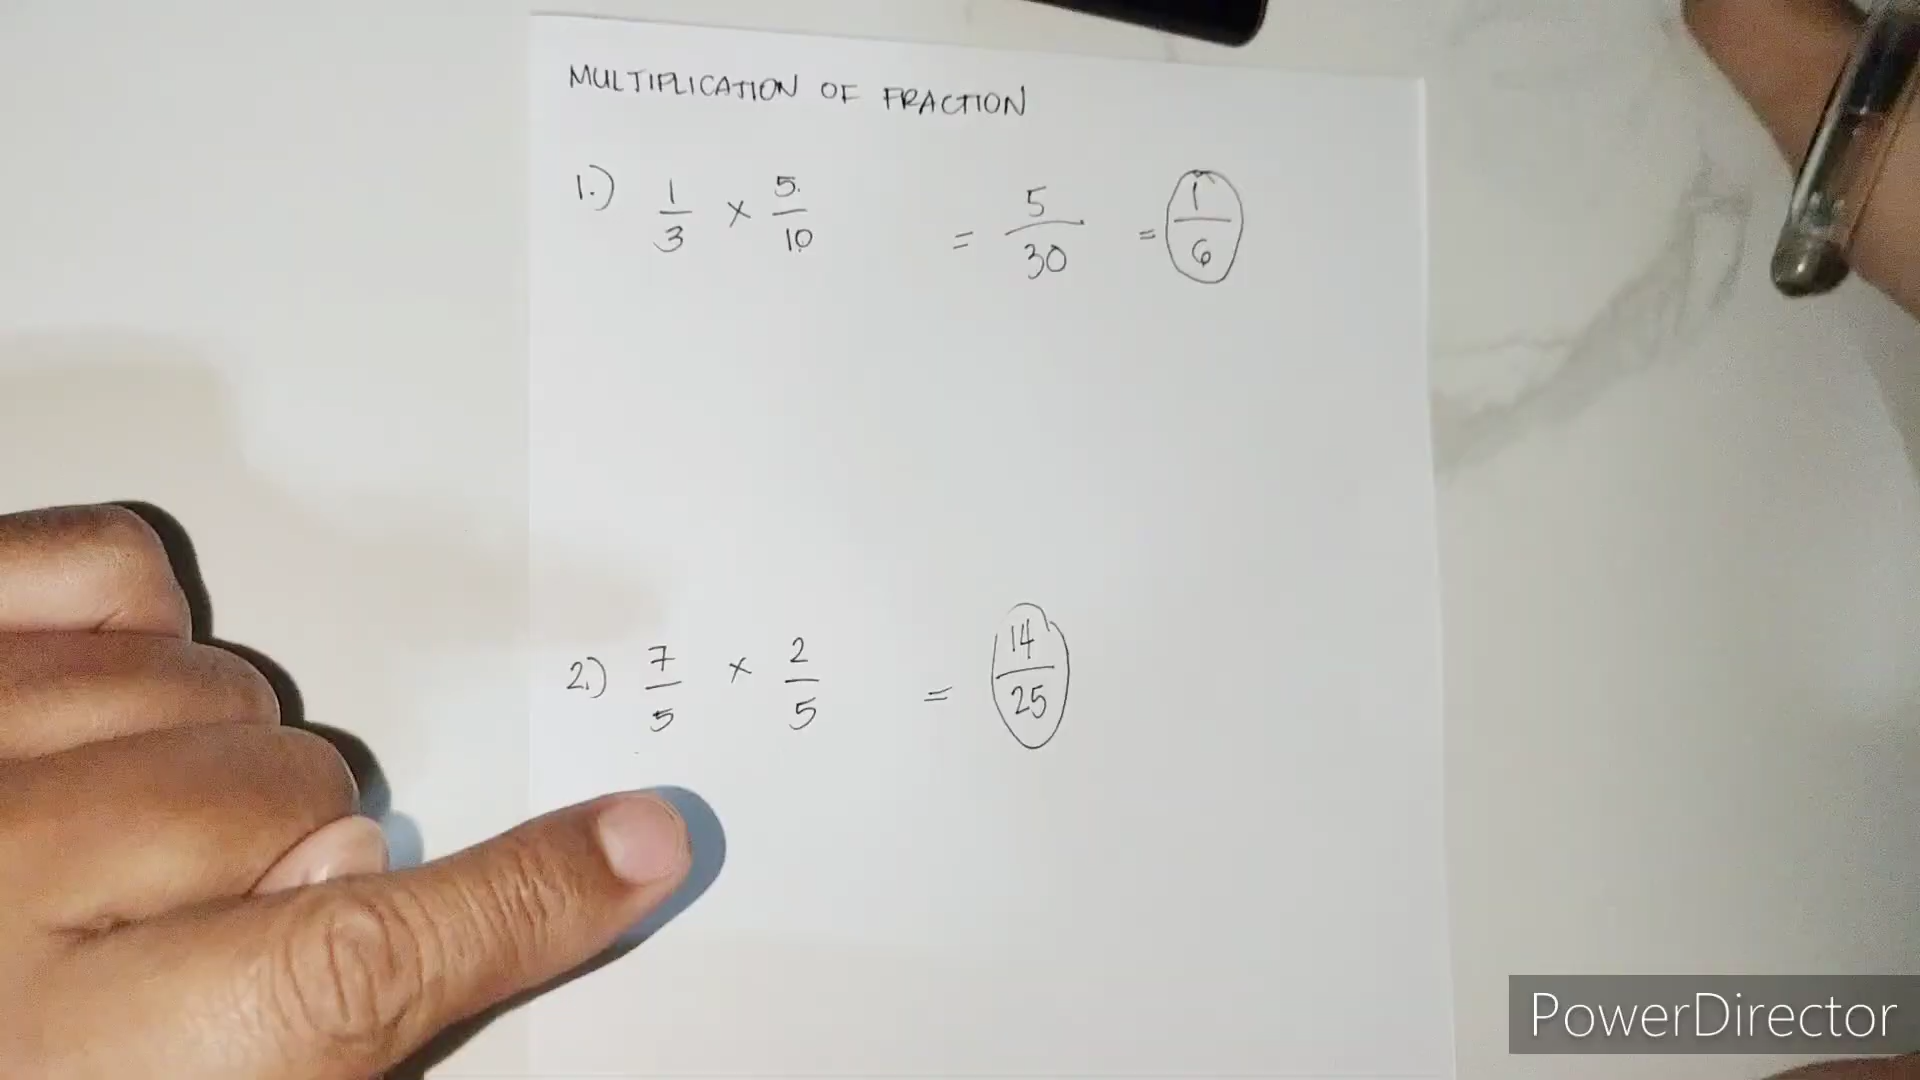 MULTIPLICATION OF FRACTION
1.) 1/3 × 5/10 = 5/30 = 1/6
2.) 7/5 × 2/5 = 14/25
PowerDirector